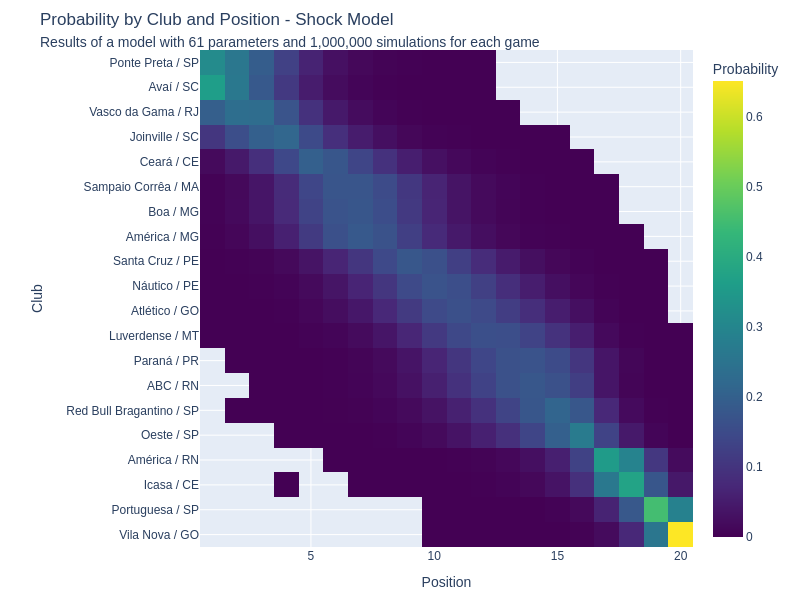 Probability by Club and Position - Shock Model
Results of a model with 61 parameters and 1,000,000 simulations for each game
Probability
Ponte Preta / SP
Avaí / SC
Vasco da Gama / RJ
Joinville / SC
Ceará / CE
Sampaio Corrêa / MA
Boa / MG
América / MG
Santa Cruz / PE
Náutico / PE
Atlético / GO
Luverdense / MT
Paraná / PR
ABC / RN
Red Bull Bragantino / SP
Oeste / SP
América / RN
Icasa / CE
Portuguesa / SP
Vila Nova / GO
Club
5
10
15
20
Position
0.6
0.5
0.4
0.3
0.2
0.1
0